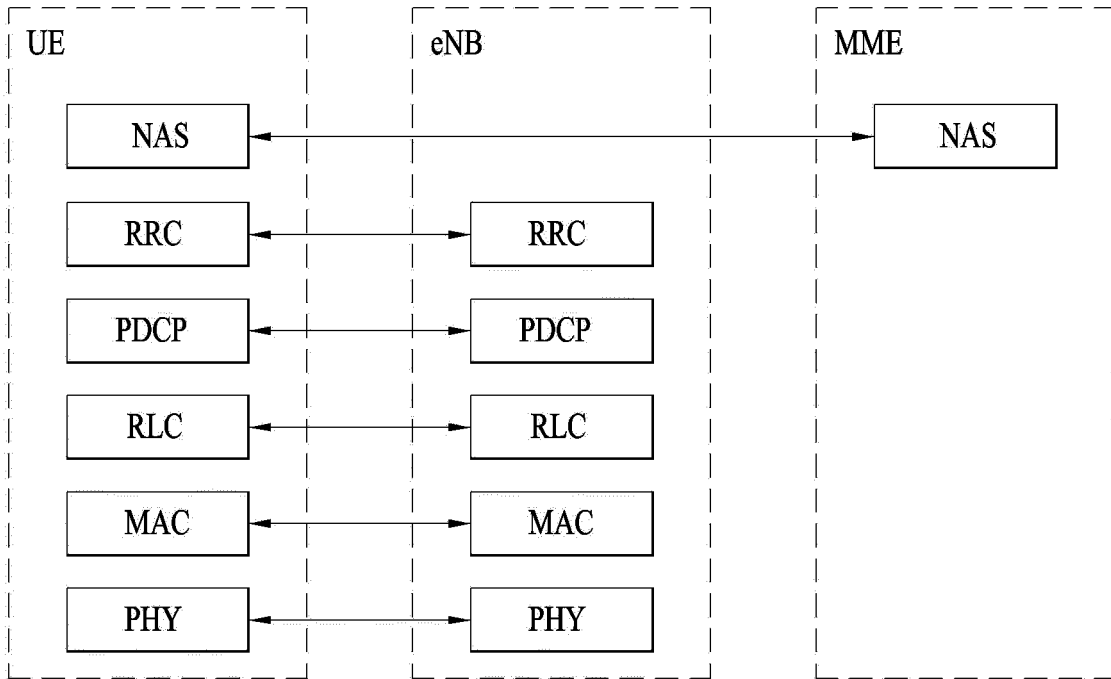 UE
eNB
MME
NAS
NAS
RRC
RRC
PDCP
PDCP
RLC
RLC
MAC
MAC
PHY
PHY